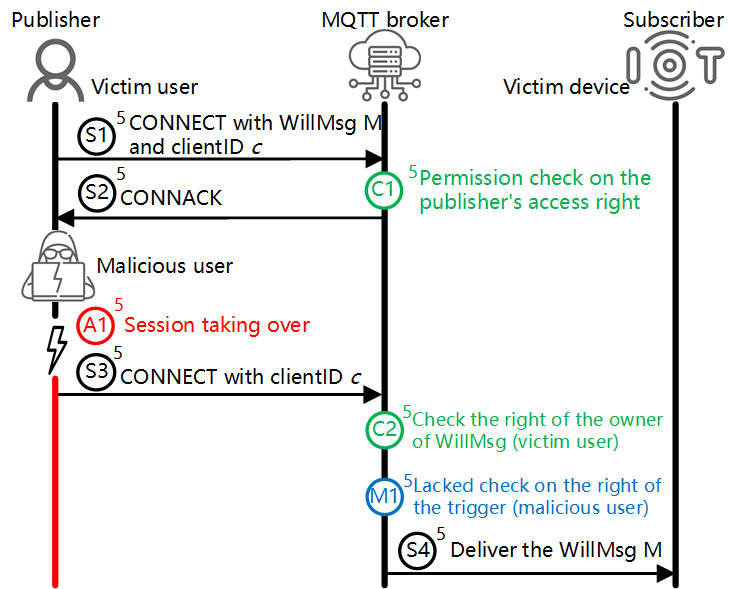 Publisher
MQTT broker
Subscriber
Victim user
Victim device
IOT
S1 5 CONNECT with WillMsg M
and clientID c
C1 5 Permission check on the
publisher's access right
S2 5 CONNACK
Malicious user
A1 5 Session taking over
S3 5 CONNECT with clientID c
C2 5 Check the right of the owner
of WillMsg (victim user)
M1 5 Lacked check on the right of
the trigger (malicious user)
S4 5 Deliver the WillMsg M